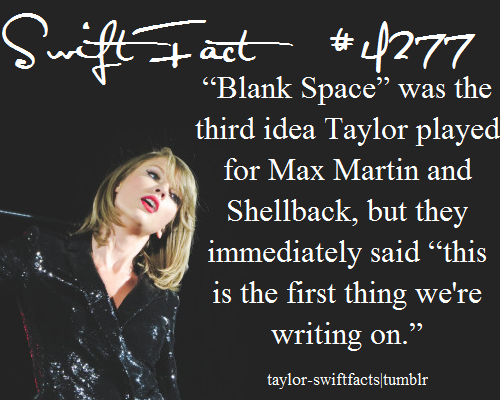 Swift Fact #4277
“Blank Space” was the
third idea Taylor played
for Max Martin and
Shellback, but they
immediately said “this
is the first thing we're
writing on.”
taylor-swiftfacts|tumblr